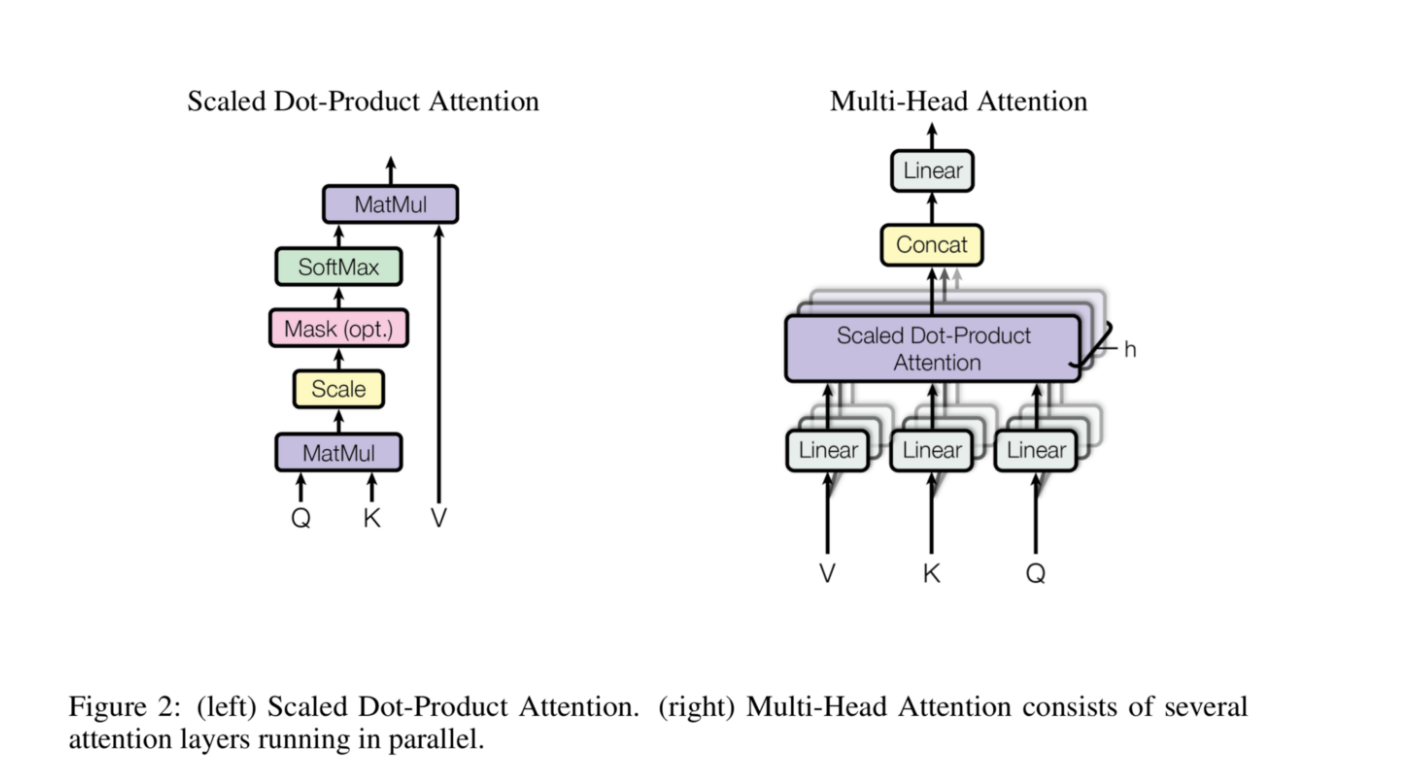 Scaled Dot-Product Attention
MatMul
SoftMax
Mask (opt.)
Scale
MatMul
Q K V
Multi-Head Attention
Linear
Concat
Scaled Dot-Product
Attention
h
Linear Linear Linear
V K Q
Figure 2: (left) Scaled Dot-Product Attention. (right) Multi-Head Attention consists of several
attention layers running in parallel.